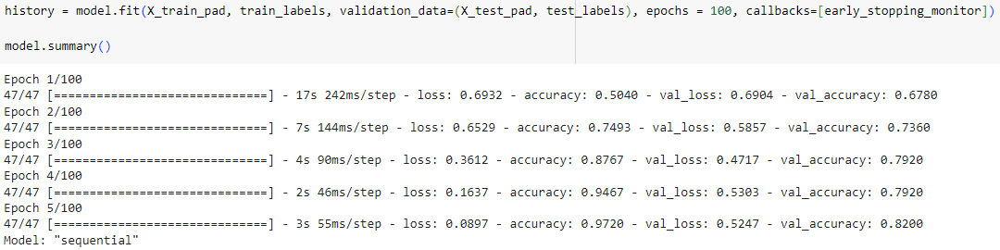 history = model.fit(X_train_pad, train_labels, validation_data=(X_test_pad, test_labels), epochs = 100, callbacks=[early_stopping_monitor])
model.summary()
Epoch 1/100
47/47 [==============================] - 17s 242ms/step - loss: 0.6932 - accuracy: 0.5040 - val_loss: 0.6904 - val_accuracy: 0.6780
Epoch 2/100
47/47 [==============================] - 7s 144ms/step - loss: 0.6529 - accuracy: 0.7493 - val_loss: 0.5857 - val_accuracy: 0.7360
Epoch 3/100
47/47 [==============================] - 4s 90ms/step - loss: 0.3612 - accuracy: 0.8767 - val_loss: 0.4717 - val_accuracy: 0.7920
Epoch 4/100
47/47 [==============================] - 2s 46ms/step - loss: 0.1637 - accuracy: 0.9467 - val_loss: 0.5303 - val_accuracy: 0.7920
Epoch 5/100
47/47 [==============================] - 3s 55ms/step - loss: 0.0897 - accuracy: 0.9720 - val_loss: 0.5247 - val_accuracy: 0.8200
Model: "sequential"